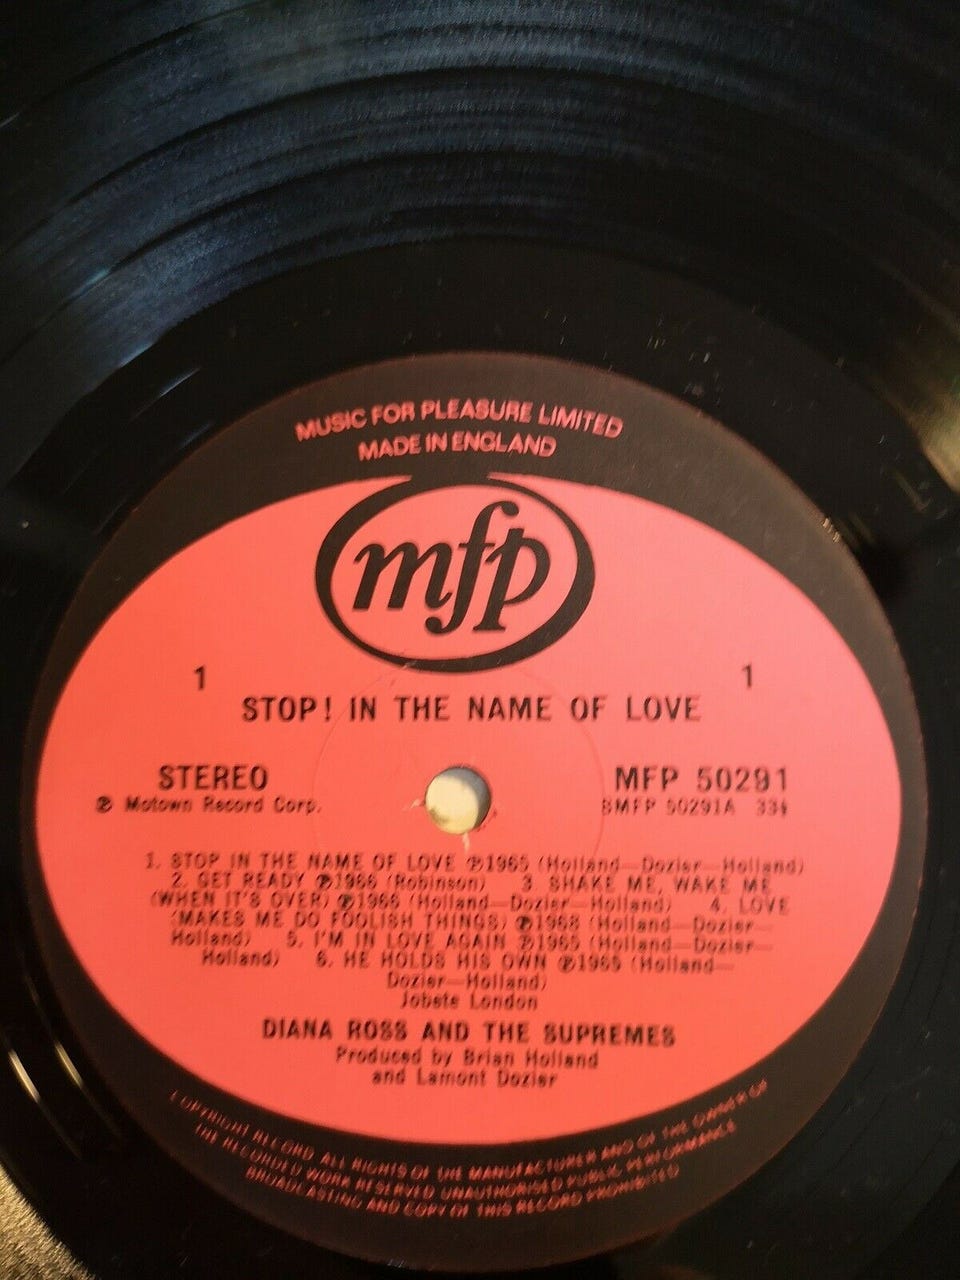 MUSIC FOR PLEASURE LIMITED
MADE IN ENGLAND
mfp
1 1
STOP! IN THE NAME OF LOVE
STEREO MFP 50291
℗ Motown Record Corp. SMFP 50291A 33⅓
1. STOP IN THE NAME OF LOVE ℗1965 (Holland—Dozier—Holland)
2. GET READY ℗1966 (Robinson) 3 SHAKE ME, WAKE ME
(WHEN IT'S OVER) ℗1966 (Holland—Dozier—Holland) 4. LOVE
(MAKES ME DO FOOLISH THINGS) ℗1968 (Holland—Dozier—
Holland) 5. I'M IN LOVE AGAIN ℗1965 (Holland—Dozier—
Holland) 6. HE HOLDS HIS OWN ℗1965 (Holland—
Dozier—Holland)
Jobete London
DIANA ROSS AND THE SUPREMES
Produced by Brian Holland
and Lamont Dozier
COPYRIGHT RECORD. ALL RIGHTS OF THE MANUFACTURER AND OF THE OWNER OF
THE RECORDED WORK RESERVED UNAUTHORISED PUBLIC PERFORMANCE
BROADCASTING AND COPY OF THIS RECORD PROHIBITED